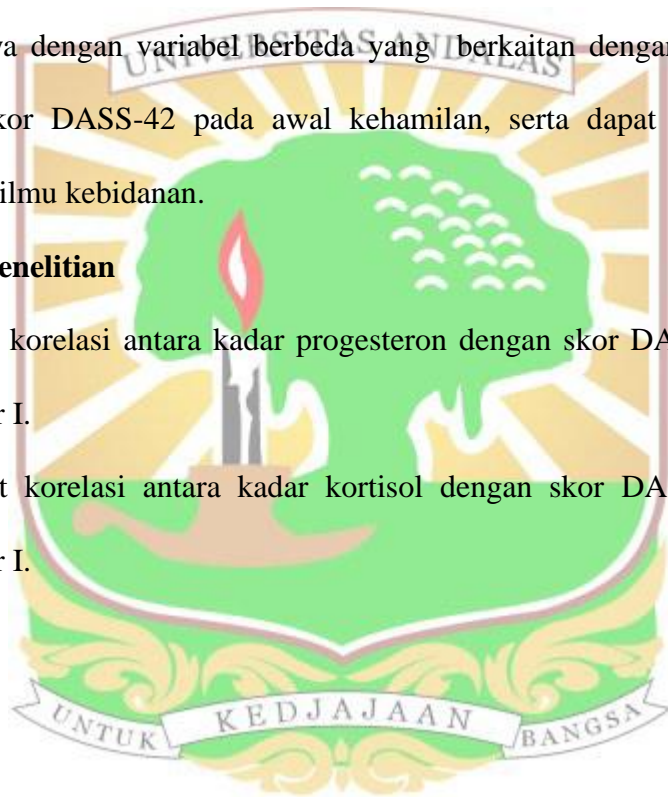 a dengan variabel berbeda yang berkaitan dengan
UNIVERSITAS ANDALAS
kor DASS-42 pada awal kehamilan, serta dapat
ilmu kebidanan.
enelitian
korelasi antara kadar progesteron dengan skor DA
r I.
t korelasi antara kadar kortisol dengan skor DA
r I.
UNTUK KEDJAJAAN BANGSA